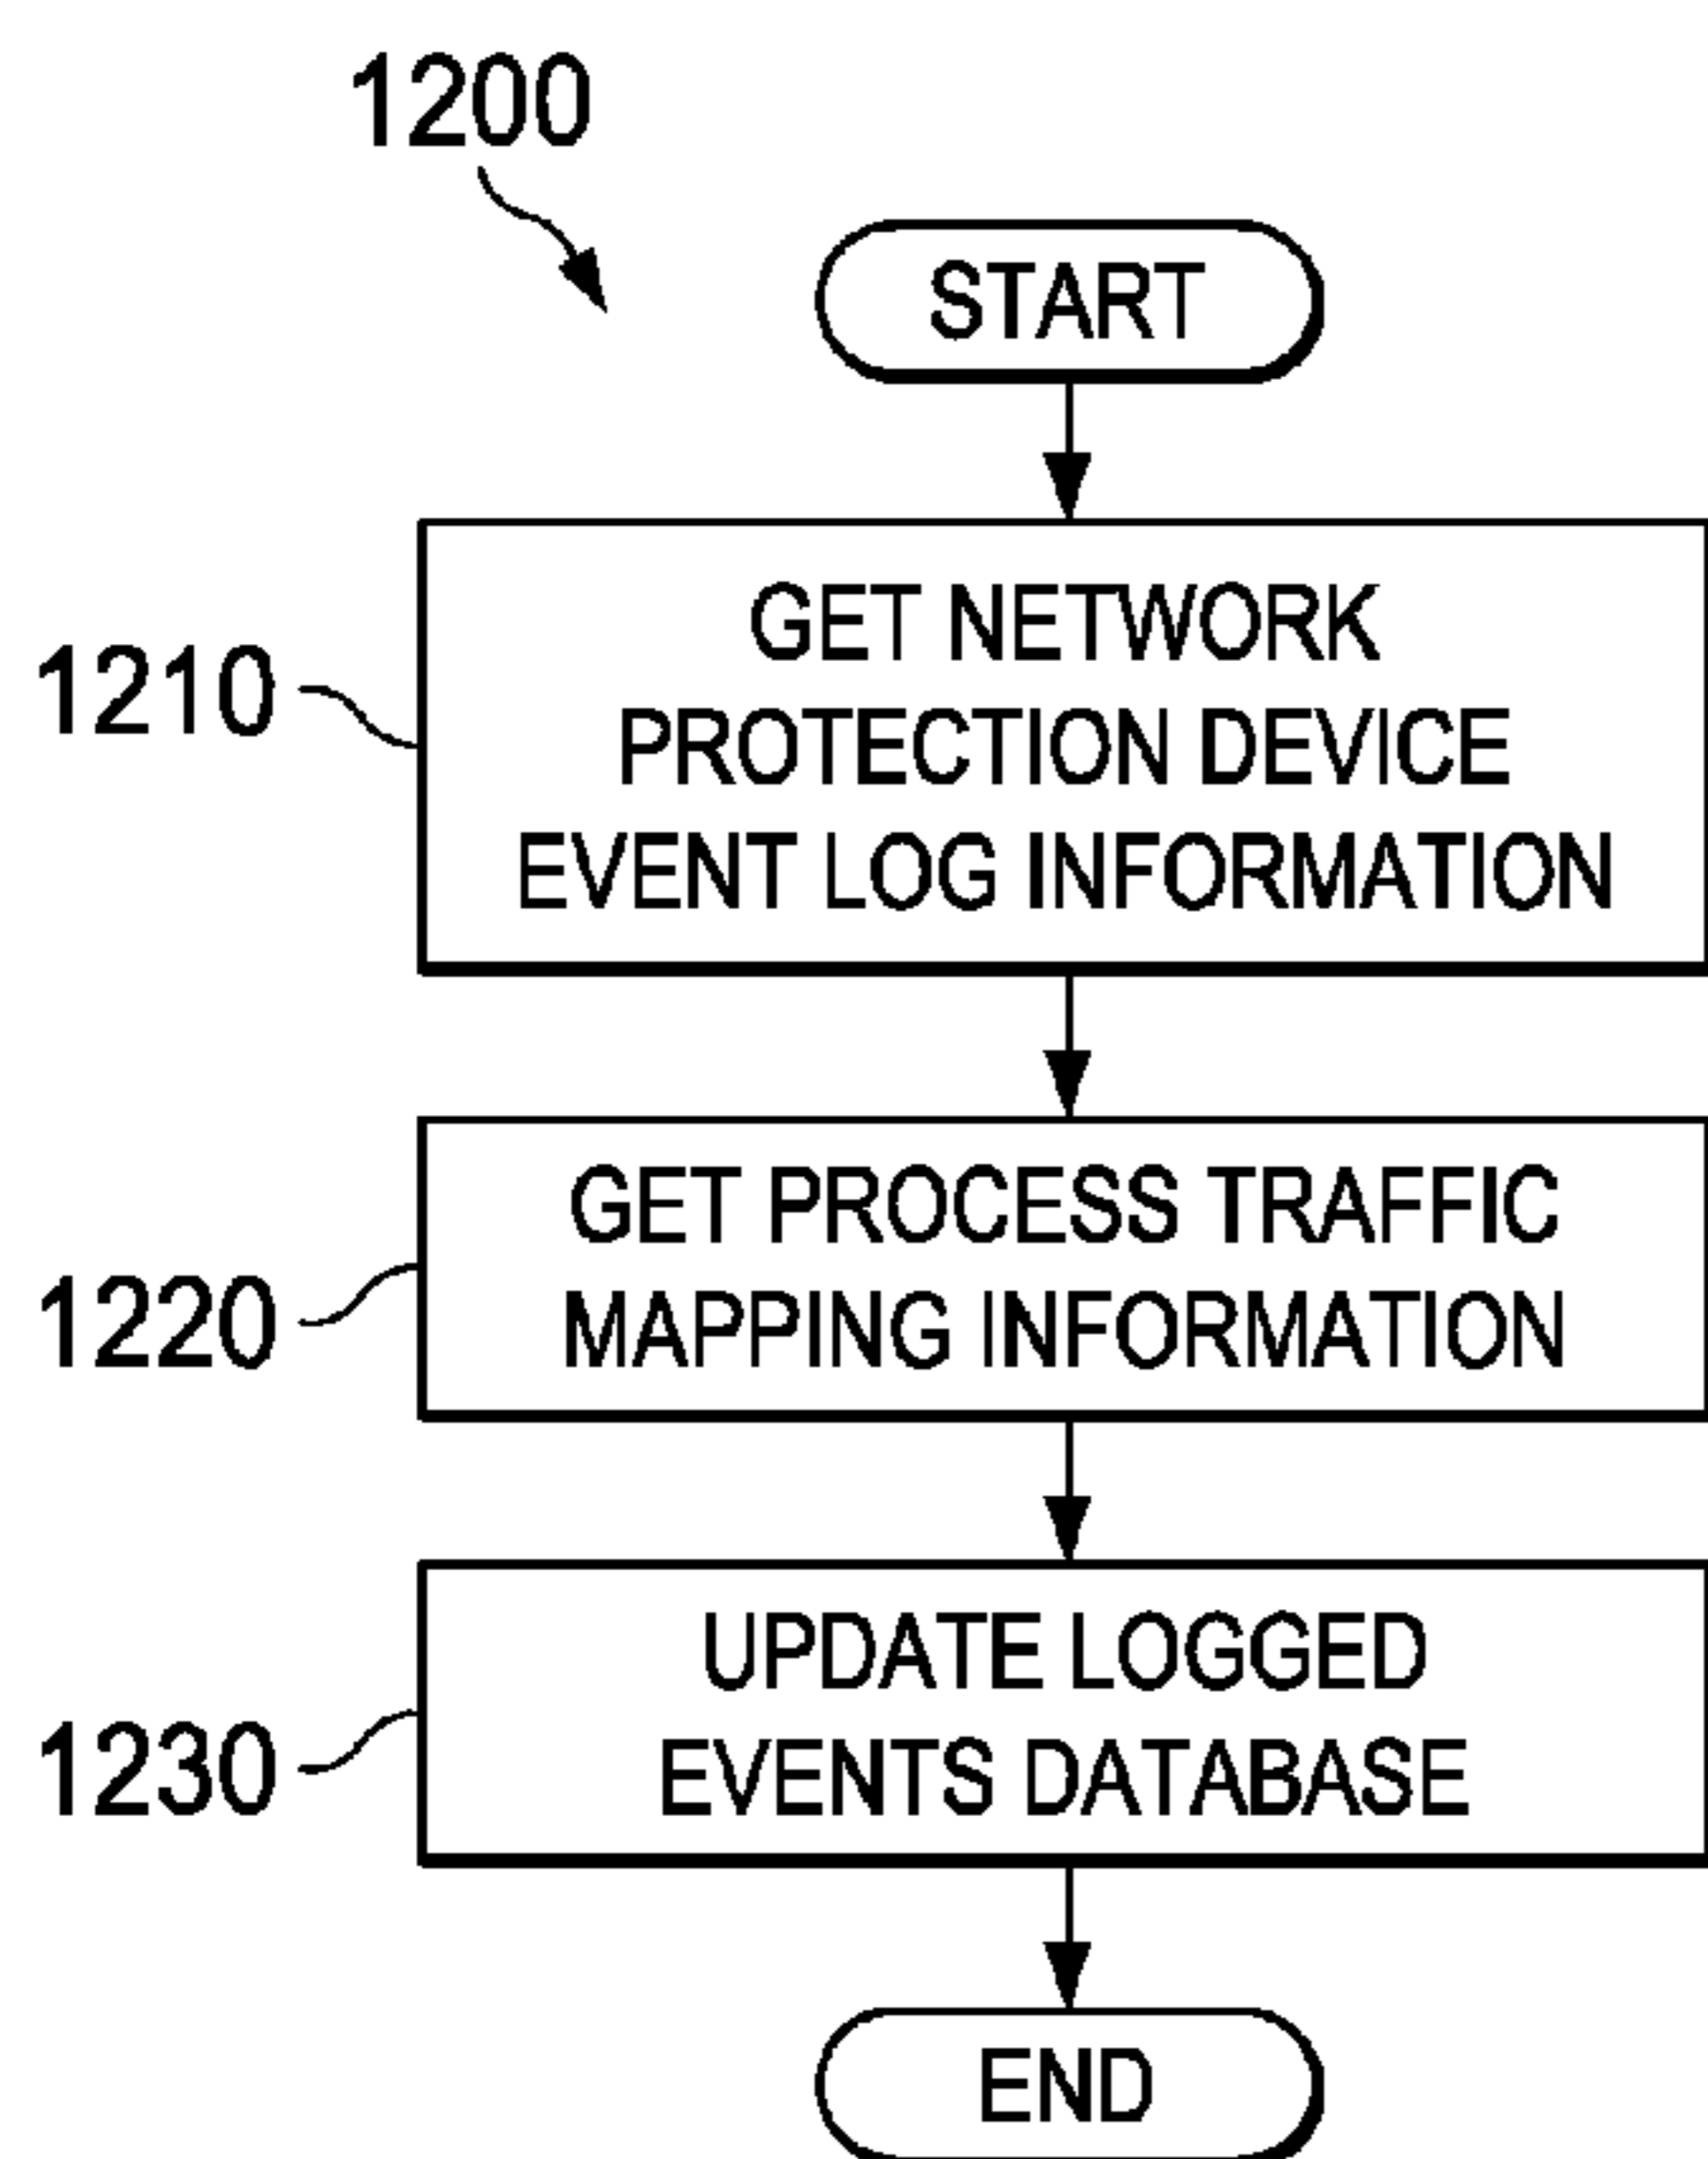 1200
START
1210
GET NETWORK
PROTECTION DEVICE
EVENT LOG INFORMATION
1220
GET PROCESS TRAFFIC
MAPPING INFORMATION
1230
UPDATE LOGGED
EVENTS DATABASE
END